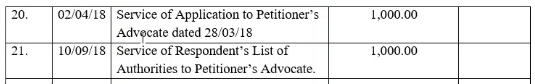 20. 02/04/18 Service of Application to Petitioner's 1,000.00
Advocate dated 28/03/18
21. 10/09/18 Service of Respondent's List of 1,000.00
Authorities to Petitioner's Advocate.